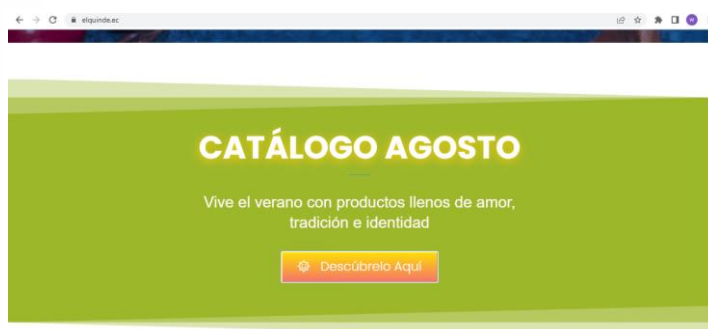 elquinde.ec
CATÁLOGO AGOSTO
Vive el verano con productos llenos de amor,
tradición e identidad
Descúbrelo Aquí